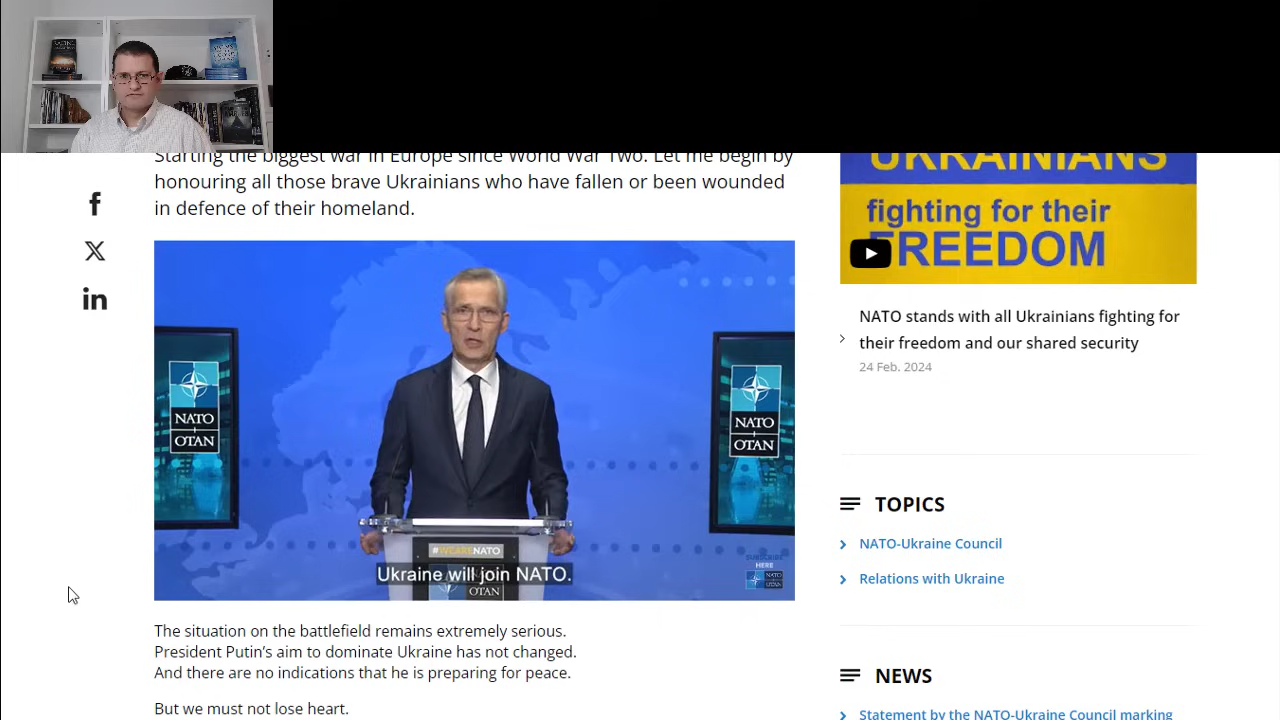 Starting the biggest war in Europe since World War Two. Let me begin by
honouring all those brave Ukrainians who have fallen or been wounded
in defence of their homeland.
NATO
OTAN
NATO
OTAN
#WEARENATO
SUBSCRIBE
HERE
NATO
OTAN
Ukraine will join NATO.
The situation on the battlefield remains extremely serious.
President Putin's aim to dominate Ukraine has not changed.
And there are no indications that he is preparing for peace.
But we must not lose heart.
UKRAINIANS
fighting for their
FREEDOM
NATO stands with all Ukrainians fighting for
their freedom and our shared security
24 Feb. 2024
TOPICS
NATO-Ukraine Council
Relations with Ukraine
NEWS
Statement by the NATO-Ukraine Council marking